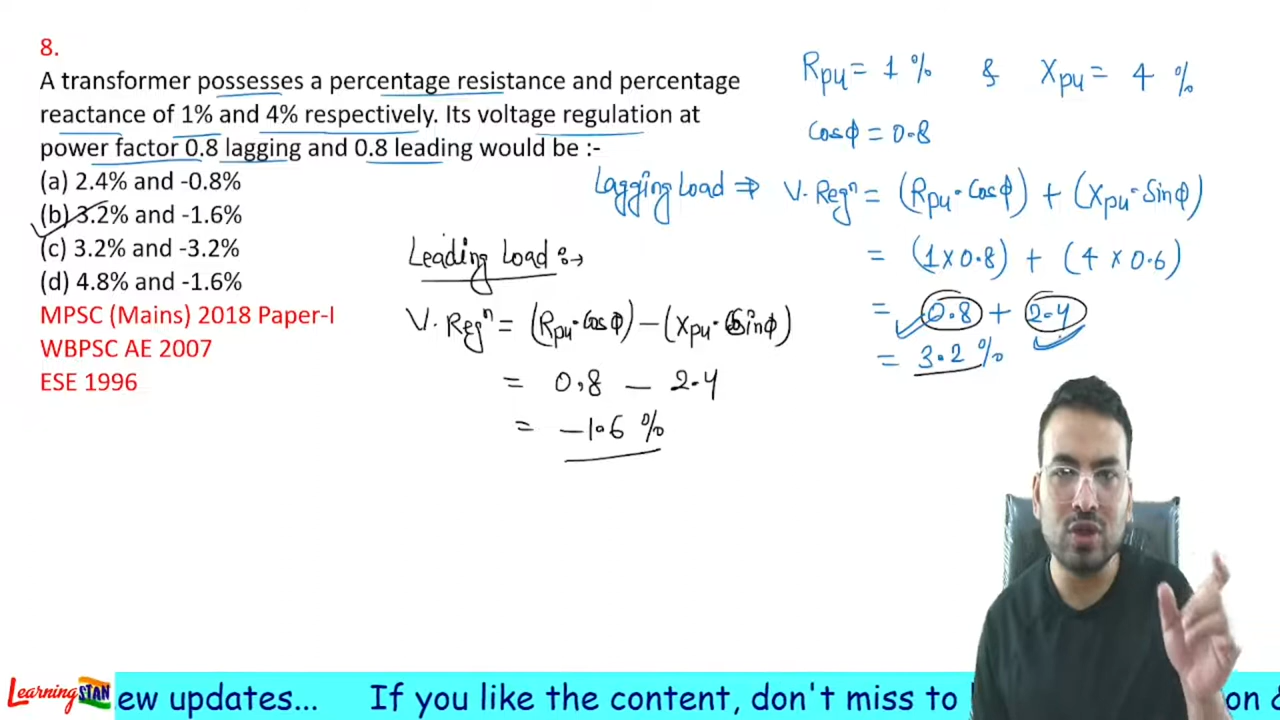 8.
A transformer possesses a percentage resistance and percentage
reactance of 1% and 4% respectively. Its voltage regulation at
power factor 0.8 lagging and 0.8 leading would be :-
(a) 2.4% and -0.8%
(b) 3.2% and -1.6%
(c) 3.2% and -3.2%
(d) 4.8% and -1.6%
MPSC (Mains) 2018 Paper-I
WBPSC AE 2007
ESE 1996
Rpu = 1 % & Xpu = 4 %
cosϕ = 0.8
Lagging Load ⇒ V. Regⁿ = (Rpu · Cosϕ) + (Xpu · Sinϕ)
= (1 × 0.8) + (4 × 0.6)
= 0.8 + 2.4
= 3.2 %
Leading Load :→
V. Regⁿ = (Rpu · cosϕ) – (Xpu · Sinϕ)
= 0.8 – 2.4
= –1.6 %
LearningSTAN
ew updates... If you like the content, don't miss to
on &